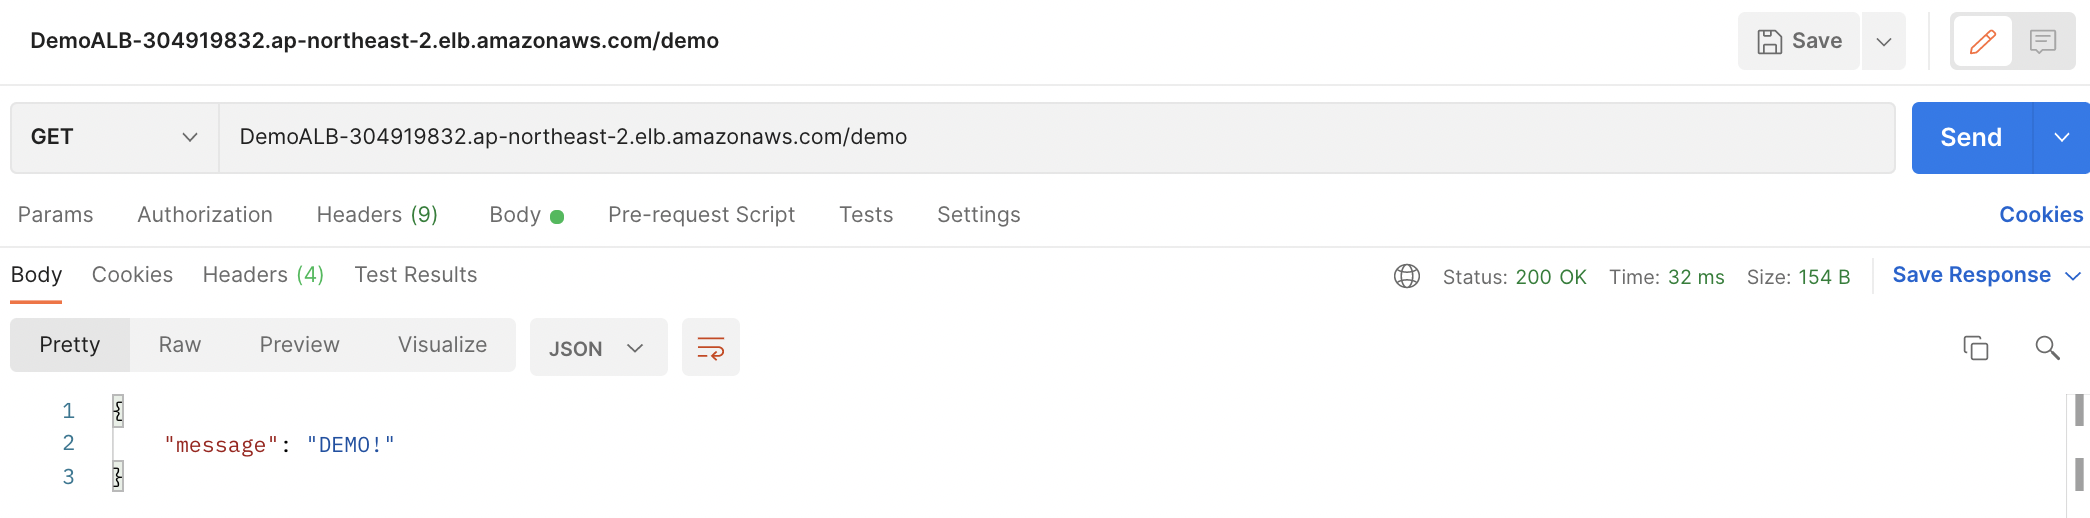 DemoALB-304919832.ap-northeast-2.elb.amazonaws.com/demo Save
GET DemoALB-304919832.ap-northeast-2.elb.amazonaws.com/demo Send
Params Authorization Headers (9) Body Pre-request Script Tests Settings Cookies
Body Cookies Headers (4) Test Results Status: 200 OK Time: 32 ms Size: 154 B Save Response
Pretty Raw Preview Visualize JSON
1 {
2 "message": "DEMO!"
3 }